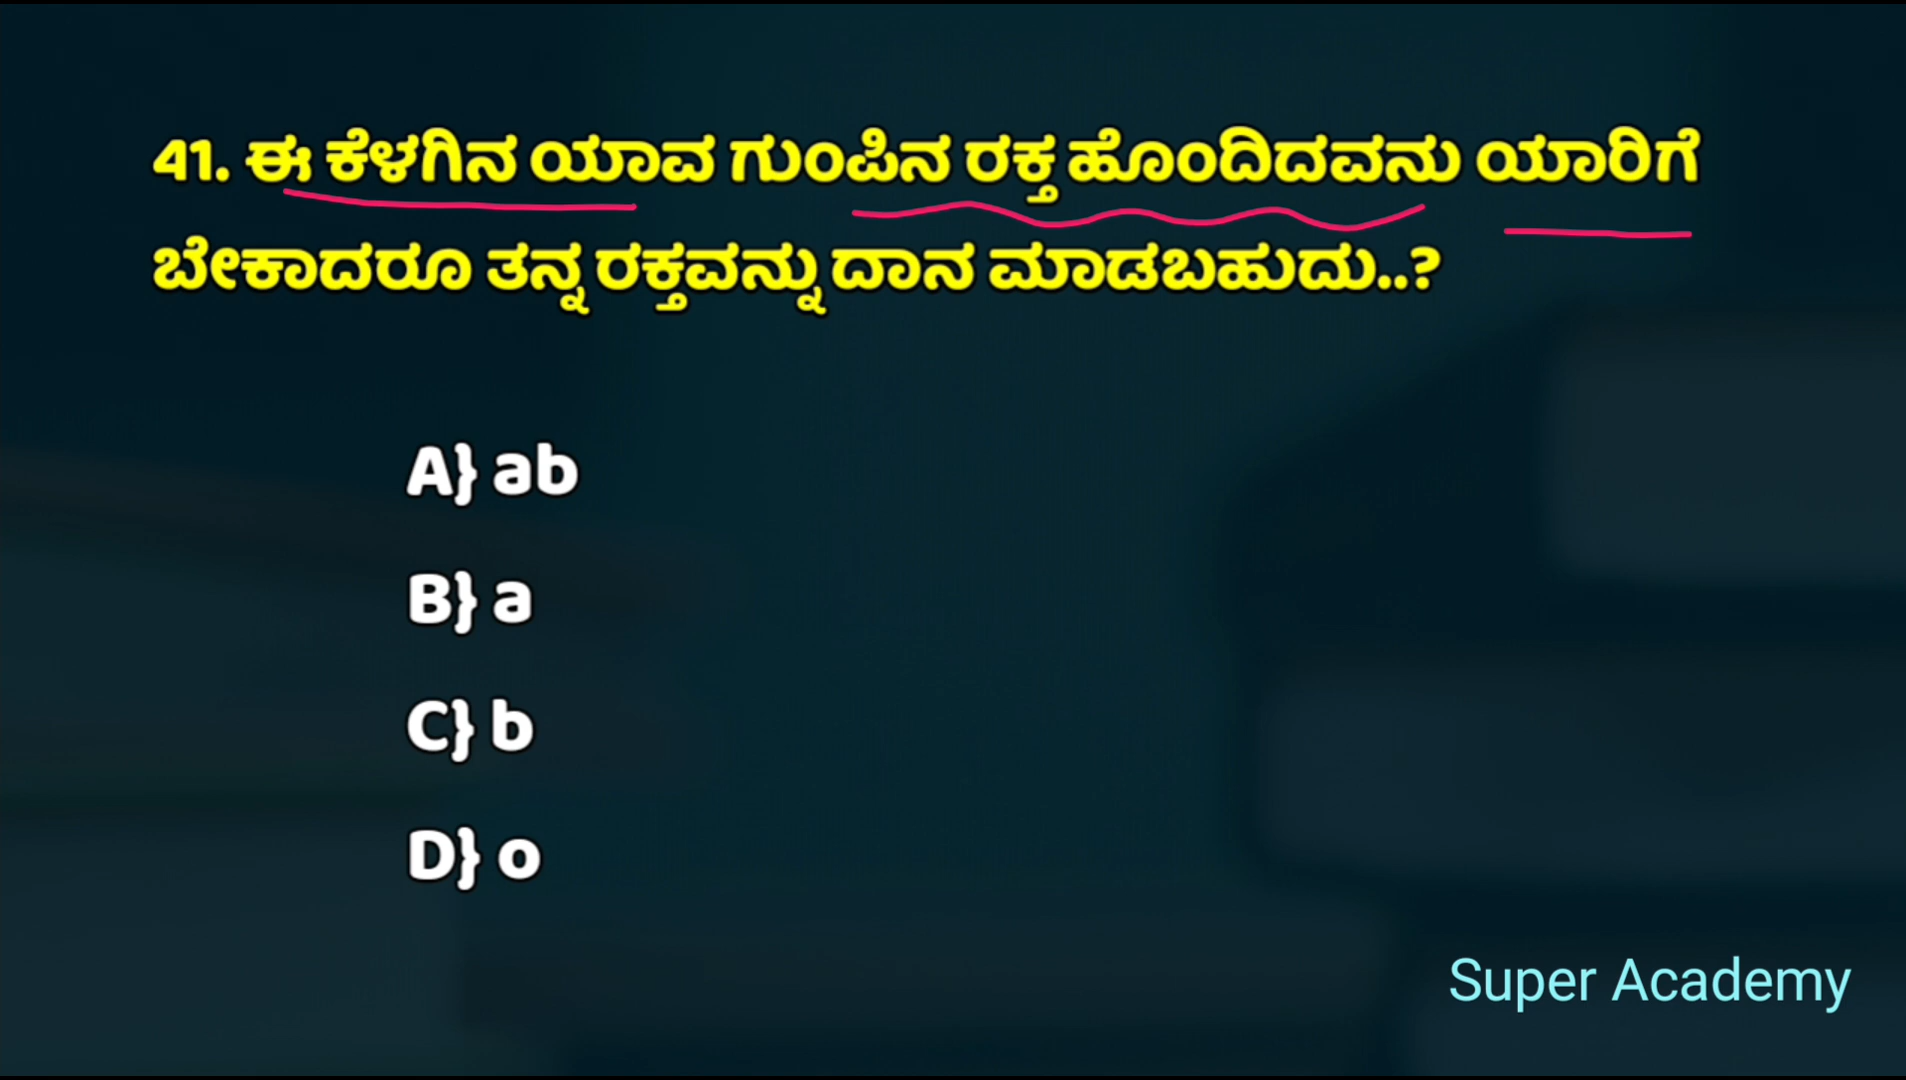 41. ಈ ಕೆಳಗಿನ ಯಾವ ಗುಂಪಿನ ರಕ್ತ ಹೊಂದಿದವನು ಯಾರಿಗೆ
ಬೇಕಾದರೂ ತನ್ನ ರಕ್ತವನ್ನು ದಾನ ಮಾಡಬಹುದು..?
A} ab
B} a
C} b
D} o
Super Academy